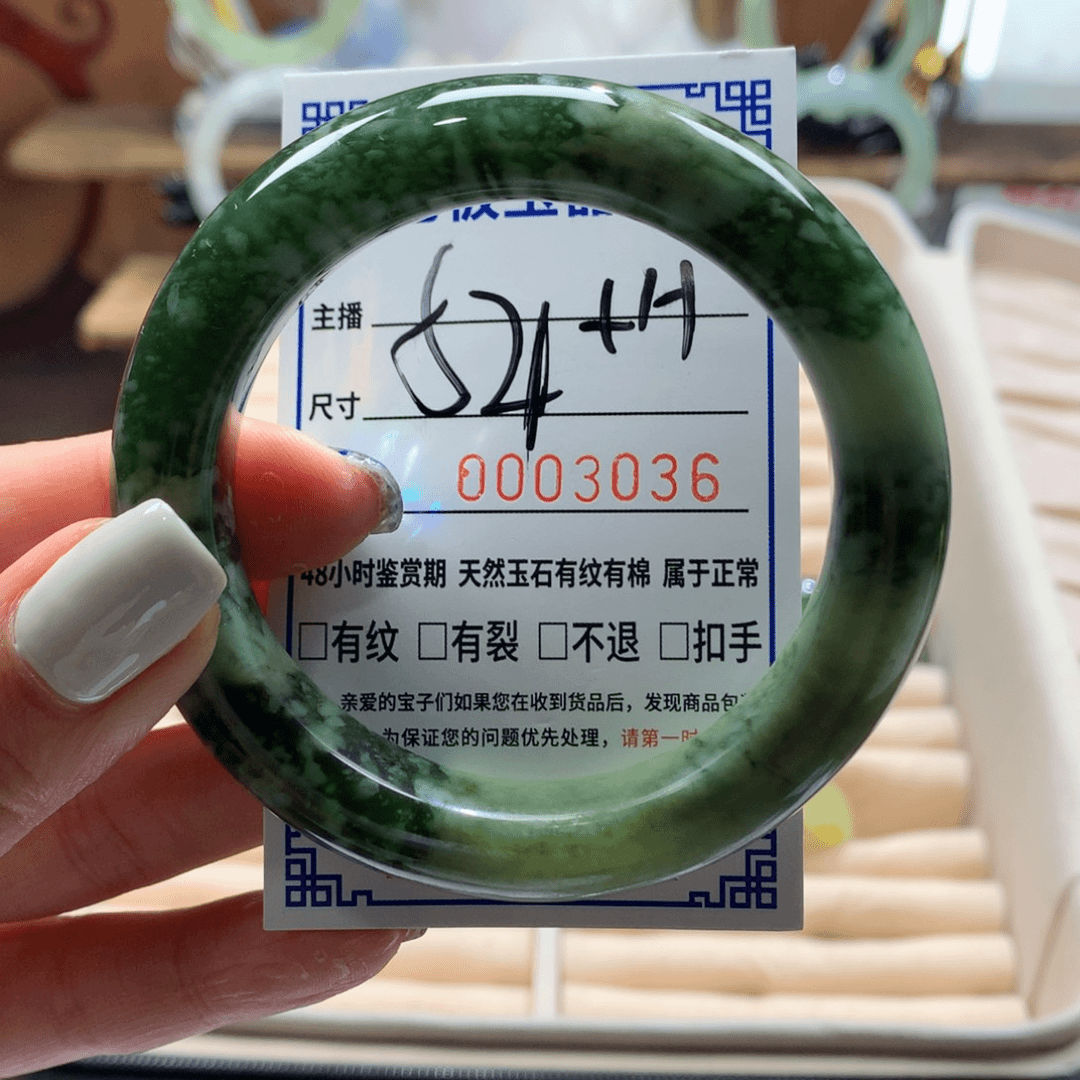 主播
尺寸
0003036
48小时鉴赏期 天然玉石有纹有棉 属于正常
□有纹 □有裂 □不退 □扣手
亲爱的宝子们如果您在收到货品后，发现商品包
为保证您的问题优先处理，请第一时